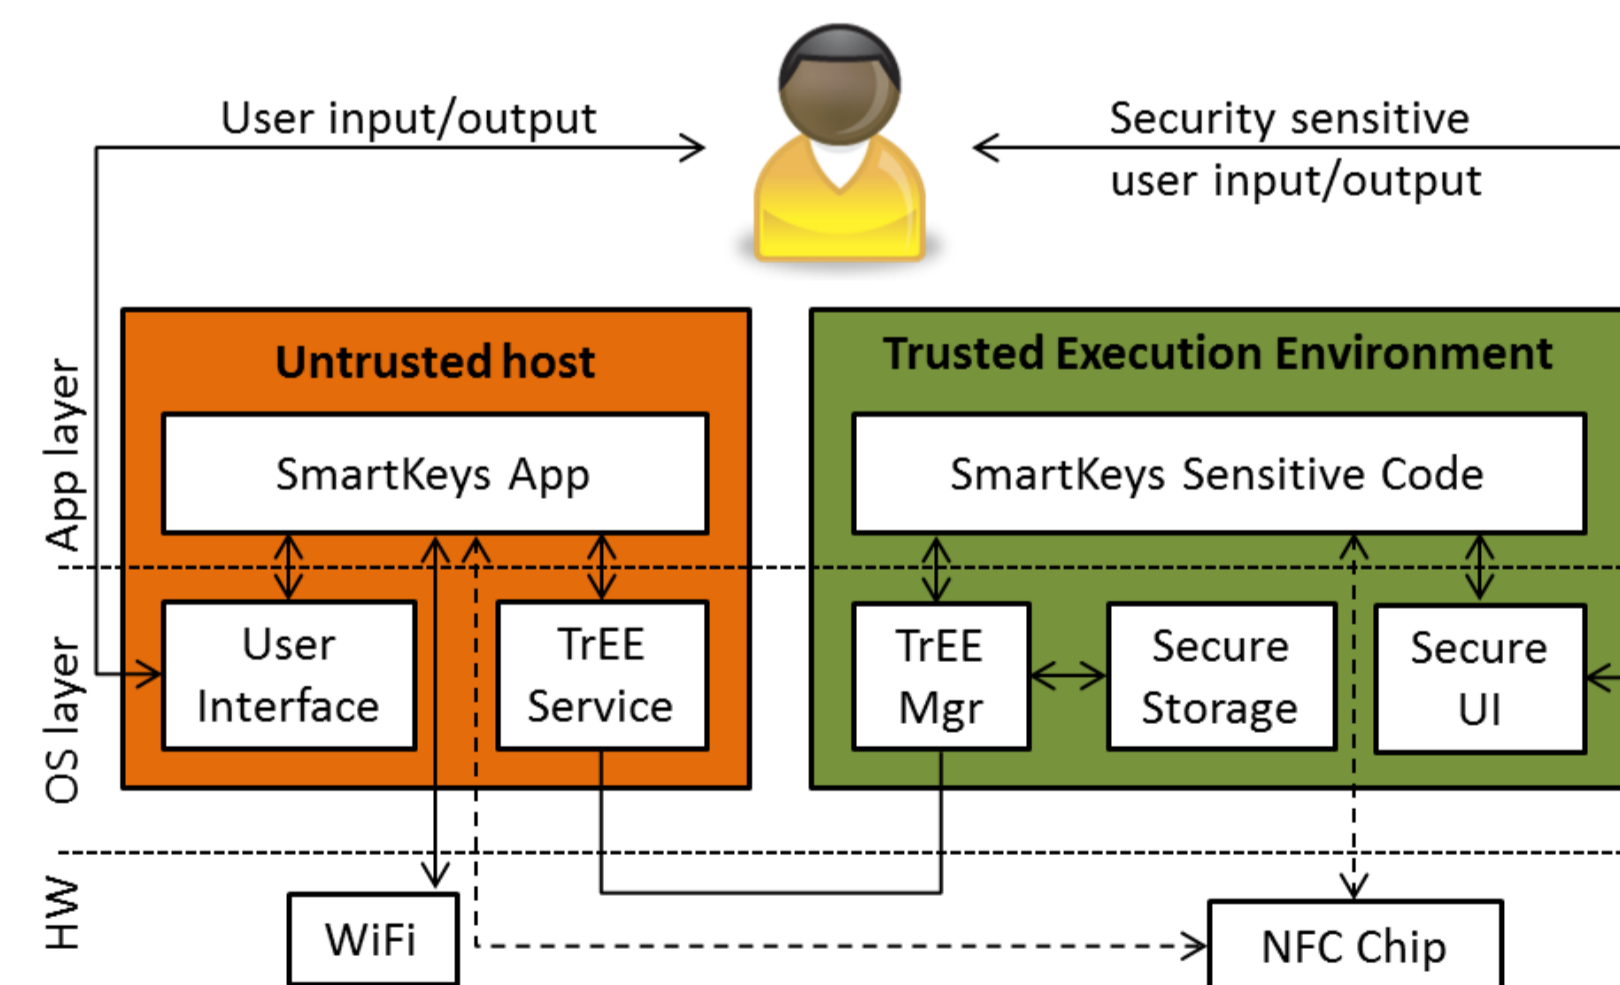 User input/output
Security sensitive
user input/output
App layer
OS layer
HW
Untrusted host
SmartKeys App
User
Interface
TrEE
Service
Trusted Execution Environment
SmartKeys Sensitive Code
TrEE
Mgr
Secure
Storage
Secure
UI
WiFi
NFC Chip